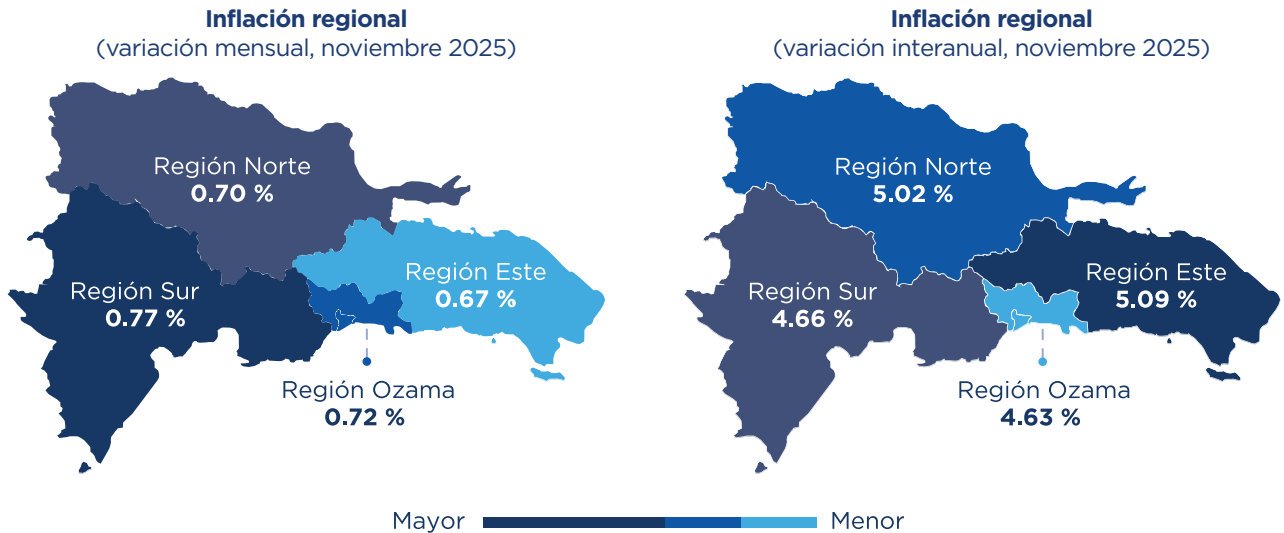 Inflación regional
(variación mensual, noviembre 2025)
Región Norte
0.70 %
Región Este
0.67 %
Región Sur
0.77 %
Región Ozama
0.72 %
Inflación regional
(variación interanual, noviembre 2025)
Región Norte
5.02 %
Región Este
5.09 %
Región Sur
4.66 %
Región Ozama
4.63 %
Mayor
Menor